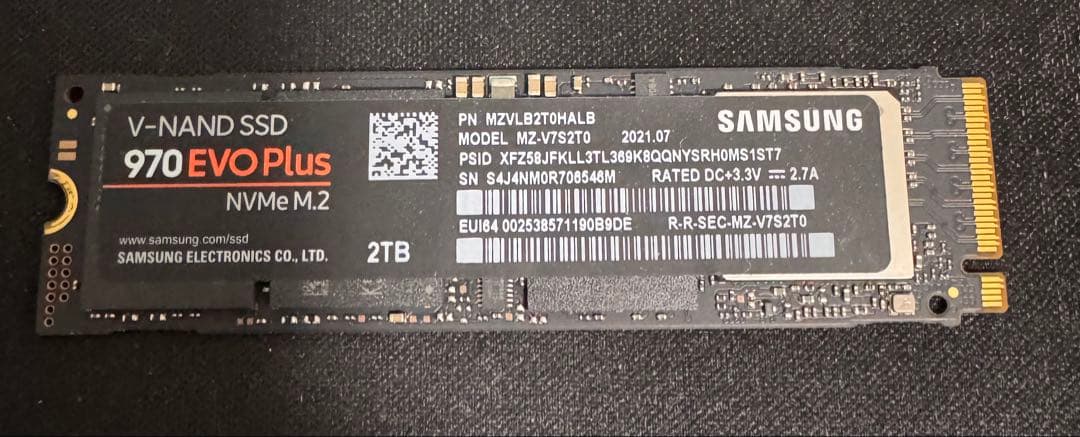 V-NAND SSD
970 EVO Plus
NVMe M.2
www.samsung.com/ssd
SAMSUNG ELECTRONICS CO., LTD.
2TB
PN MZVLB2T0HALB
MODEL MZ-V7S2T0 2021.07
PSID XFZ58JFKLL3TL369K8QQNYSRH0MS1ST7
SN S4J4NM0R706546M RATED DC+3.3V ⎓ 2.7A
EUI64 002538571190B9DE R-R-SEC-MZ-V7S2T0
SAMSUNG